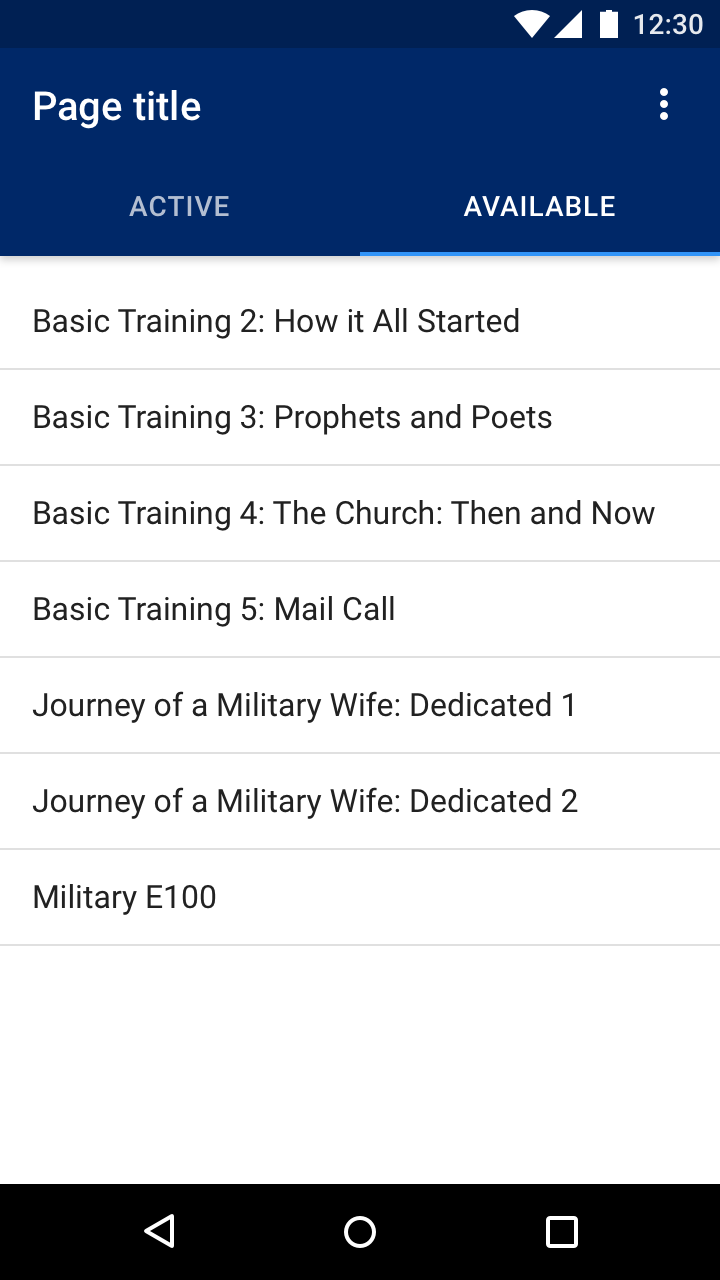 12:30
Page title
ACTIVE
AVAILABLE
Basic Training 2: How it All Started
Basic Training 3: Prophets and Poets
Basic Training 4: The Church: Then and Now
Basic Training 5: Mail Call
Journey of a Military Wife: Dedicated 1
Journey of a Military Wife: Dedicated 2
Military E100